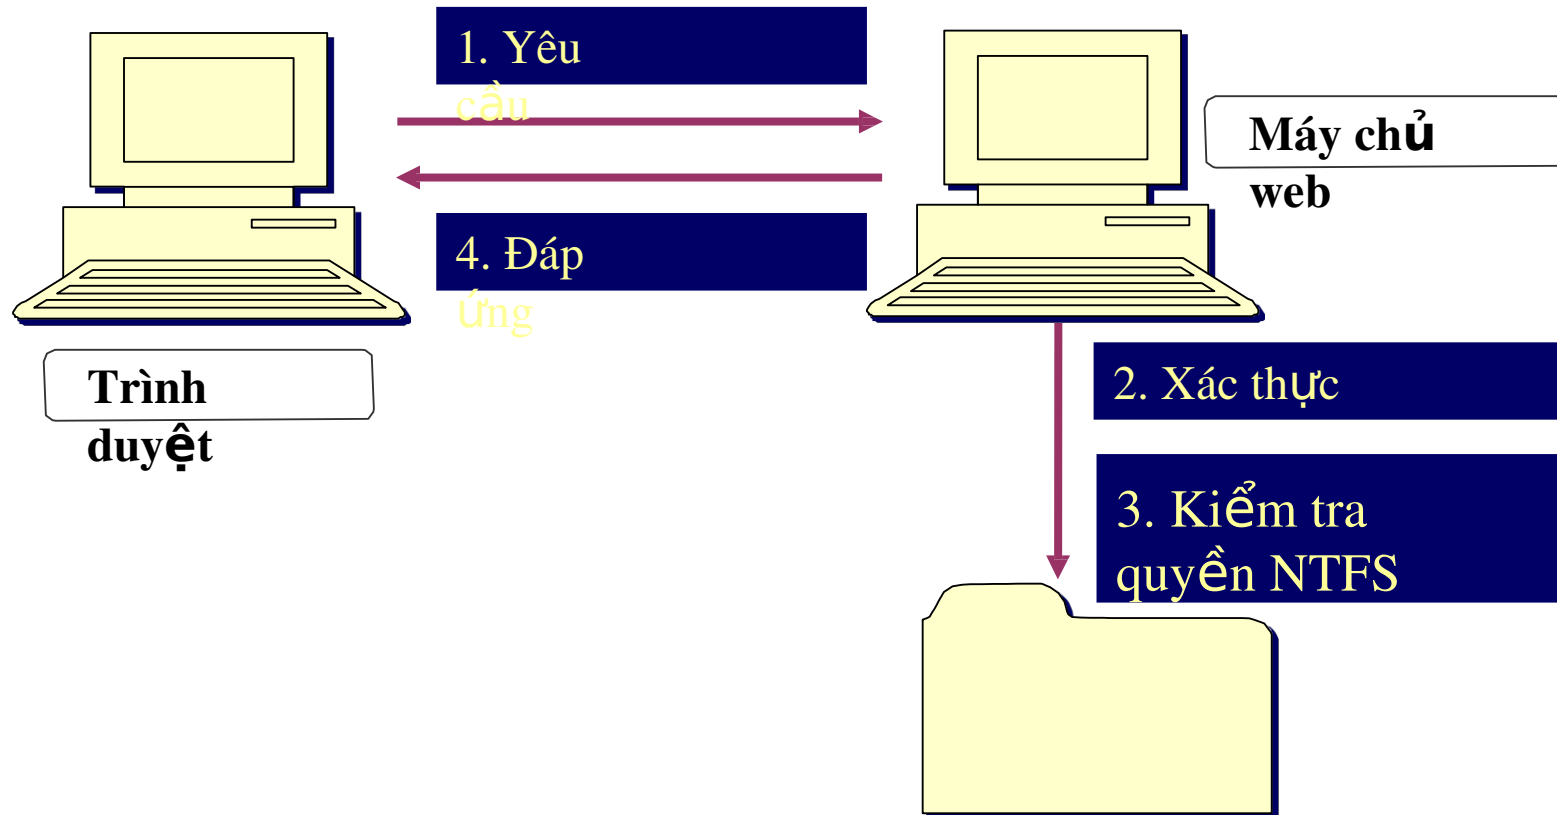 1. Yêu
cầu
Máy chủ
web
4. Đáp
ứng
Trình
duyệt
2. Xác thực
3. Kiểm tra
quyền NTFS